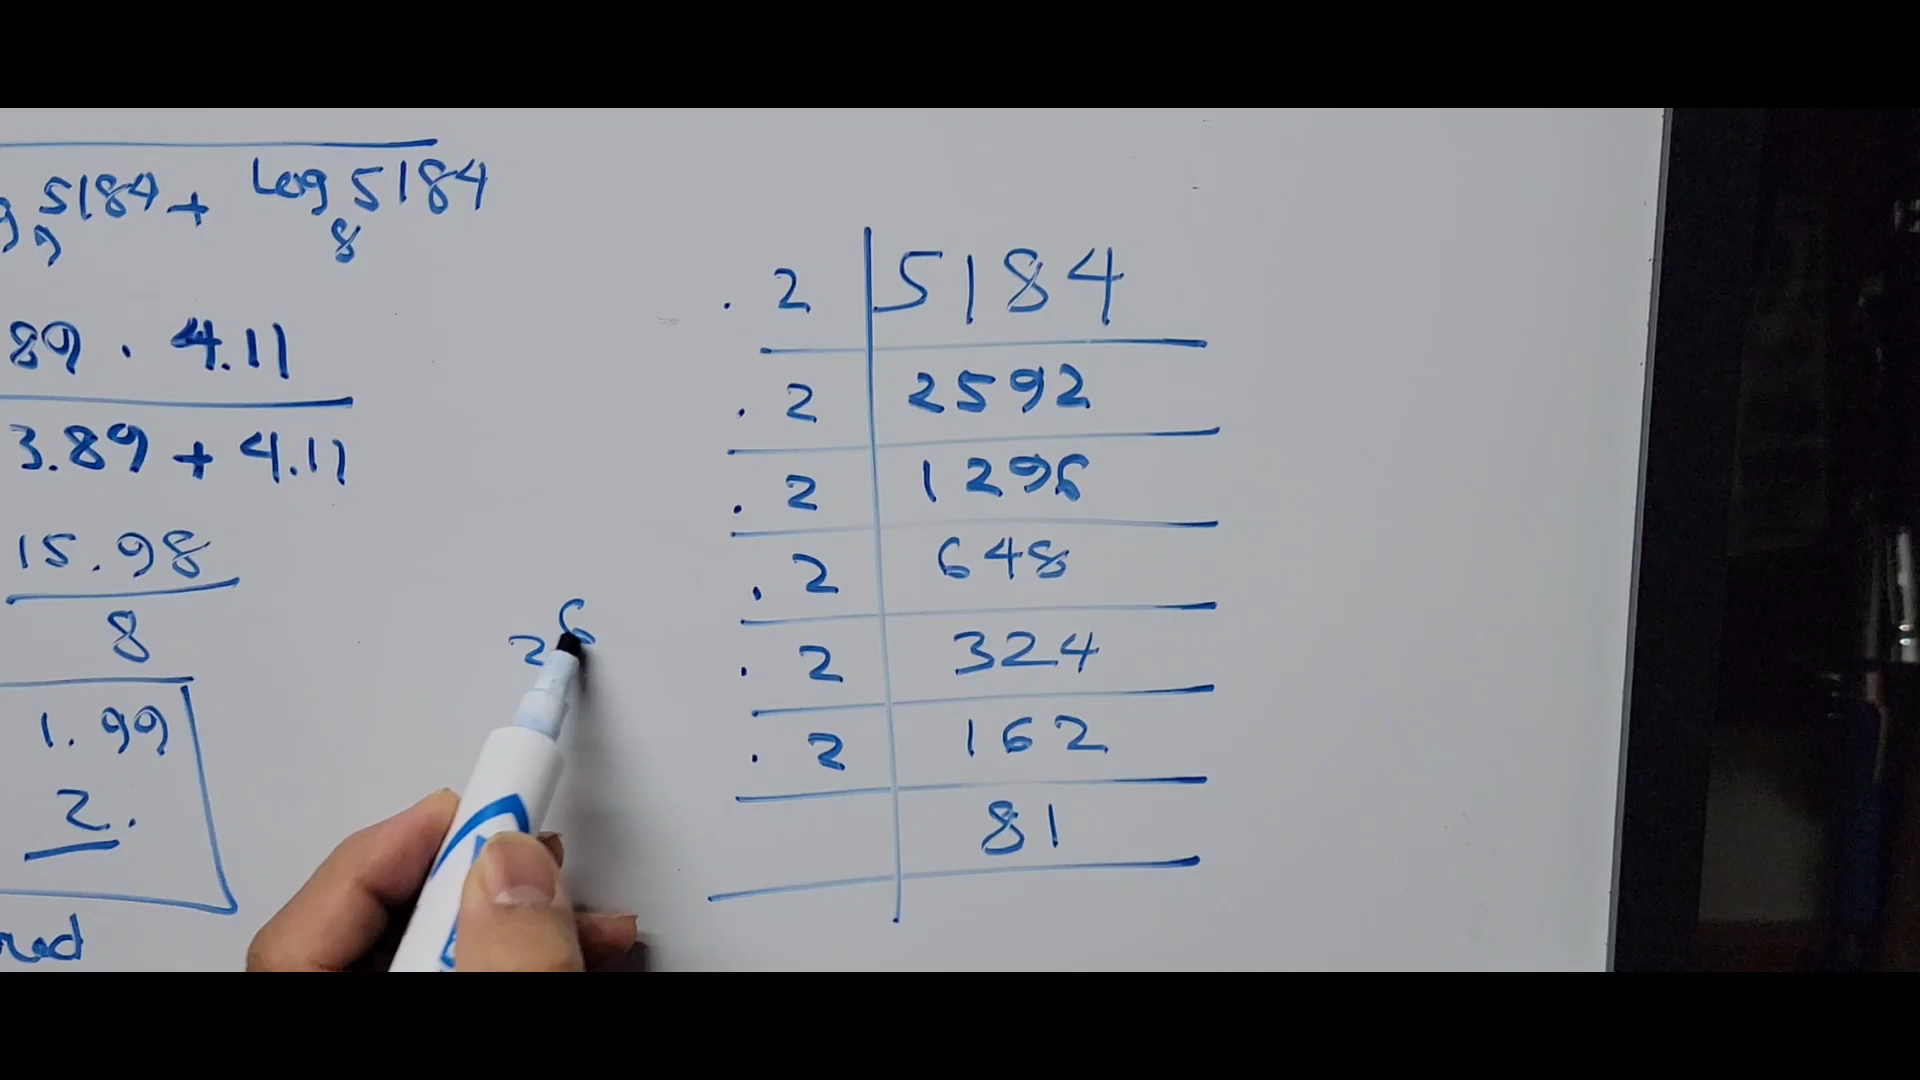 5184 + log 5184
9 8
89 . 4.11
3.89 + 4.11
15.98
8
1.99
2.
2 6
. 2 5184
. 2 2592
. 2 1296
. 2 648
. 2 324
. 2 162
81